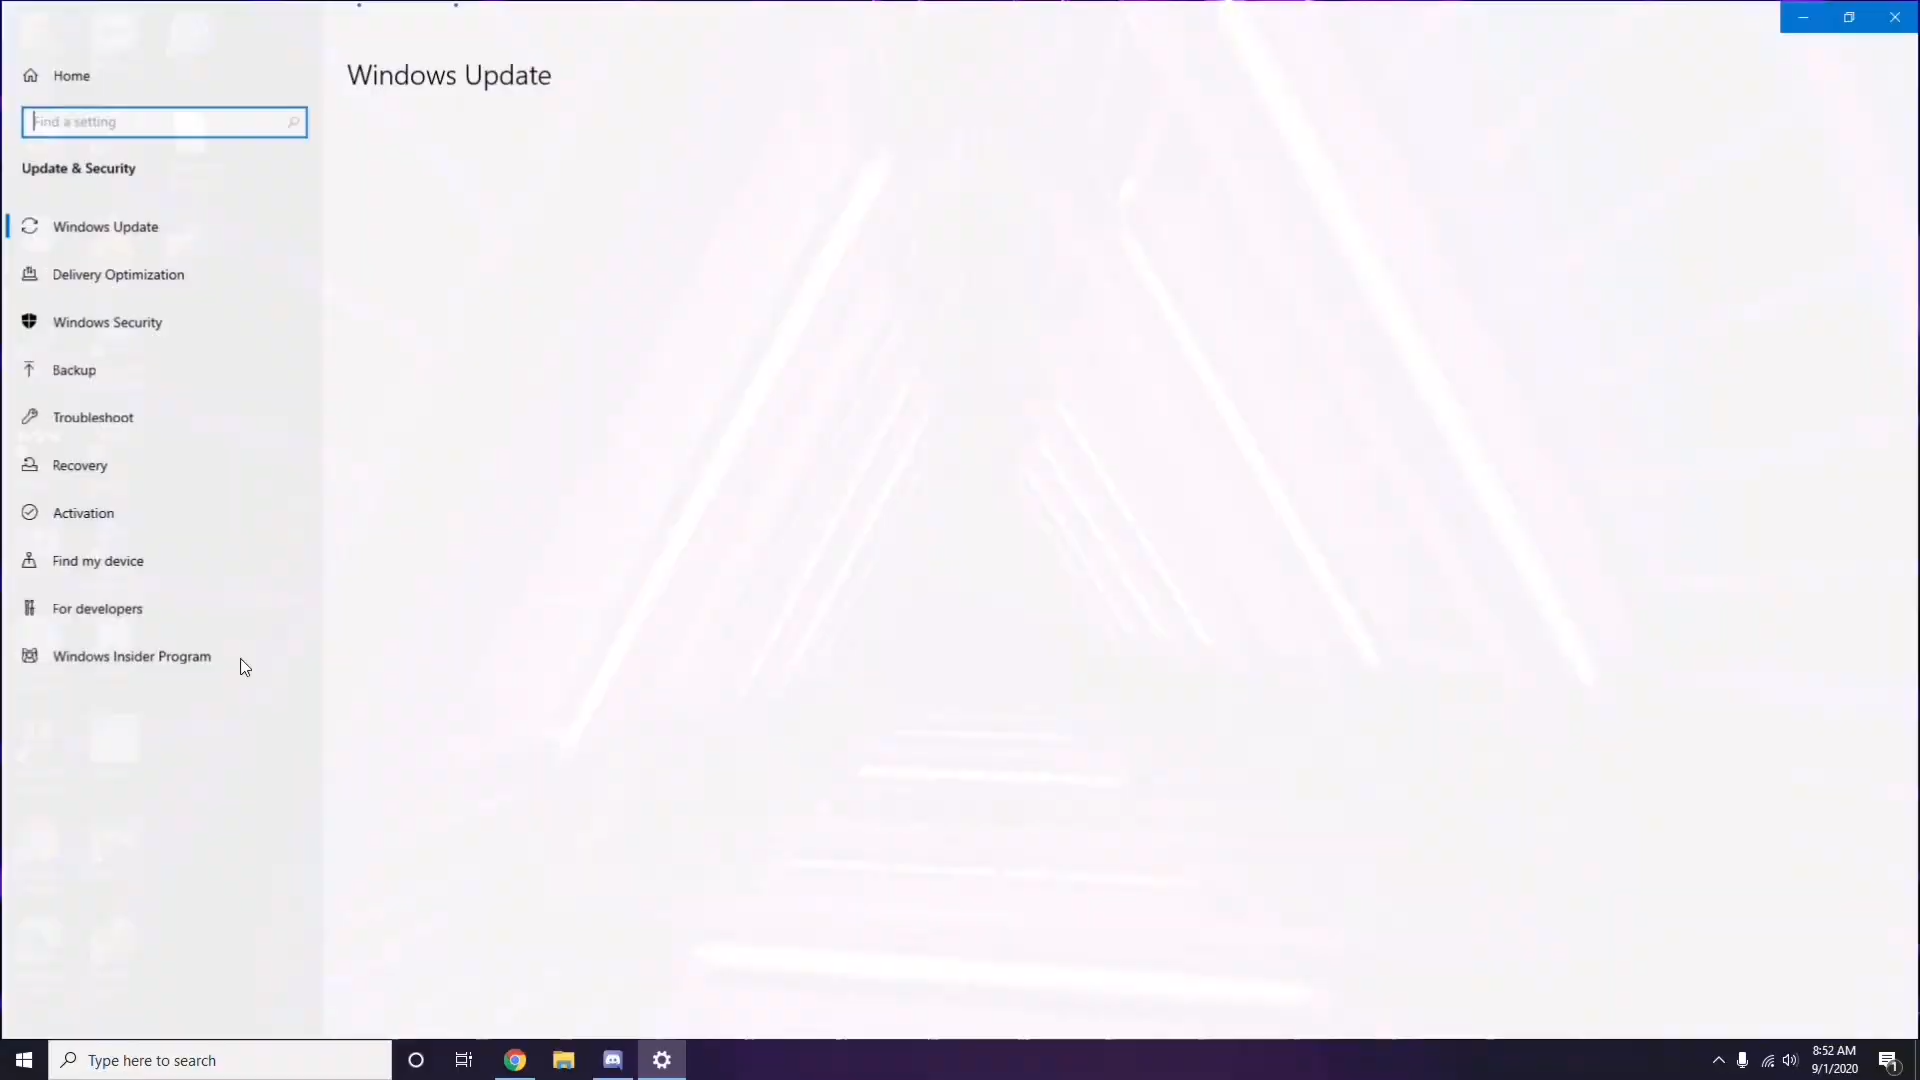 Home
Windows Update
Find a setting
Update & Security
Windows Update
Delivery Optimization
Windows Security
Backup
Troubleshoot
Recovery
Activation
Find my device
For developers
Windows Insider Program
Type here to search
8:52 AM
9/1/2020
1